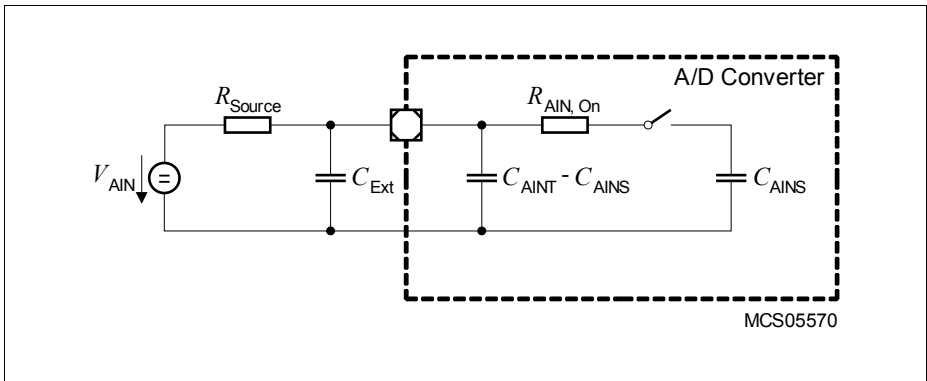 A/D Converter
R_Source
R_AIN, On
V_AIN
=
C_Ext
C_AINT - C_AINS
C_AINS
MCS05570